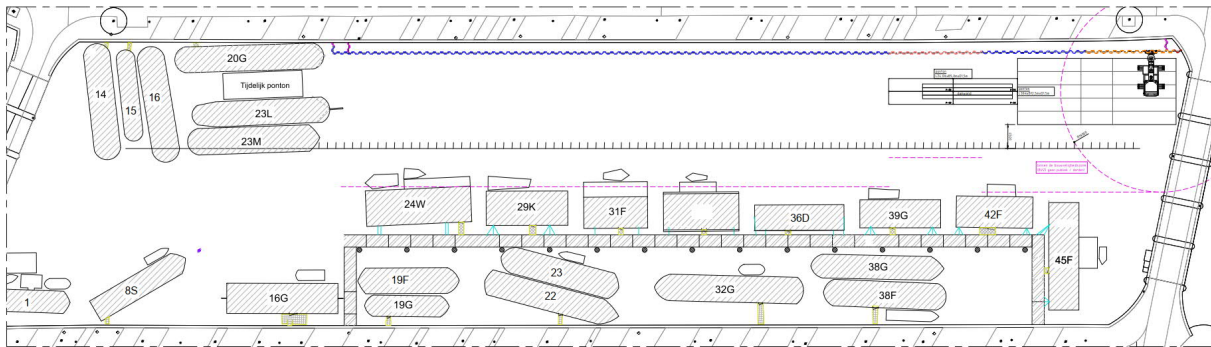 20G
14
15
16
Tijdelijk ponton
23L
23M
24W
29K
31F
36D
39G
42F
45F
1
8S
16G
19F
19G
23
22
32G
38G
38F